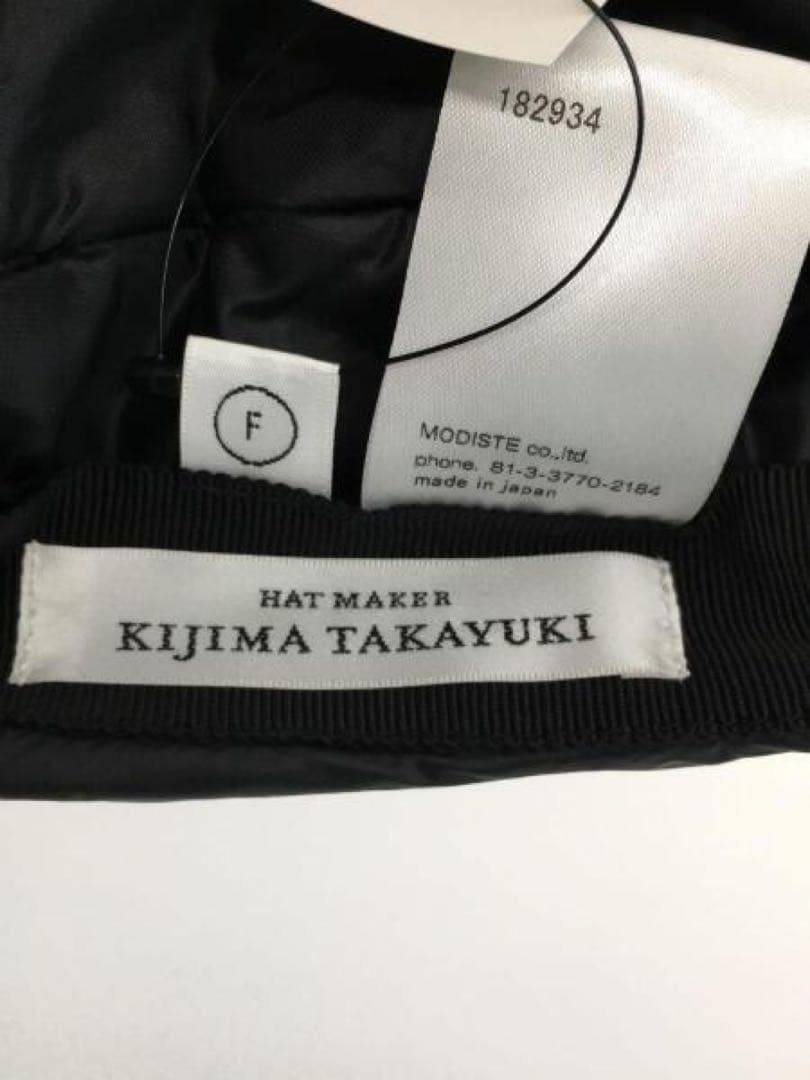 182934
F
MODISTE co.,ltd.
phone. 81-3-3770-2184
made in japan
HAT MAKER
KIJIMA TAKAYUKI